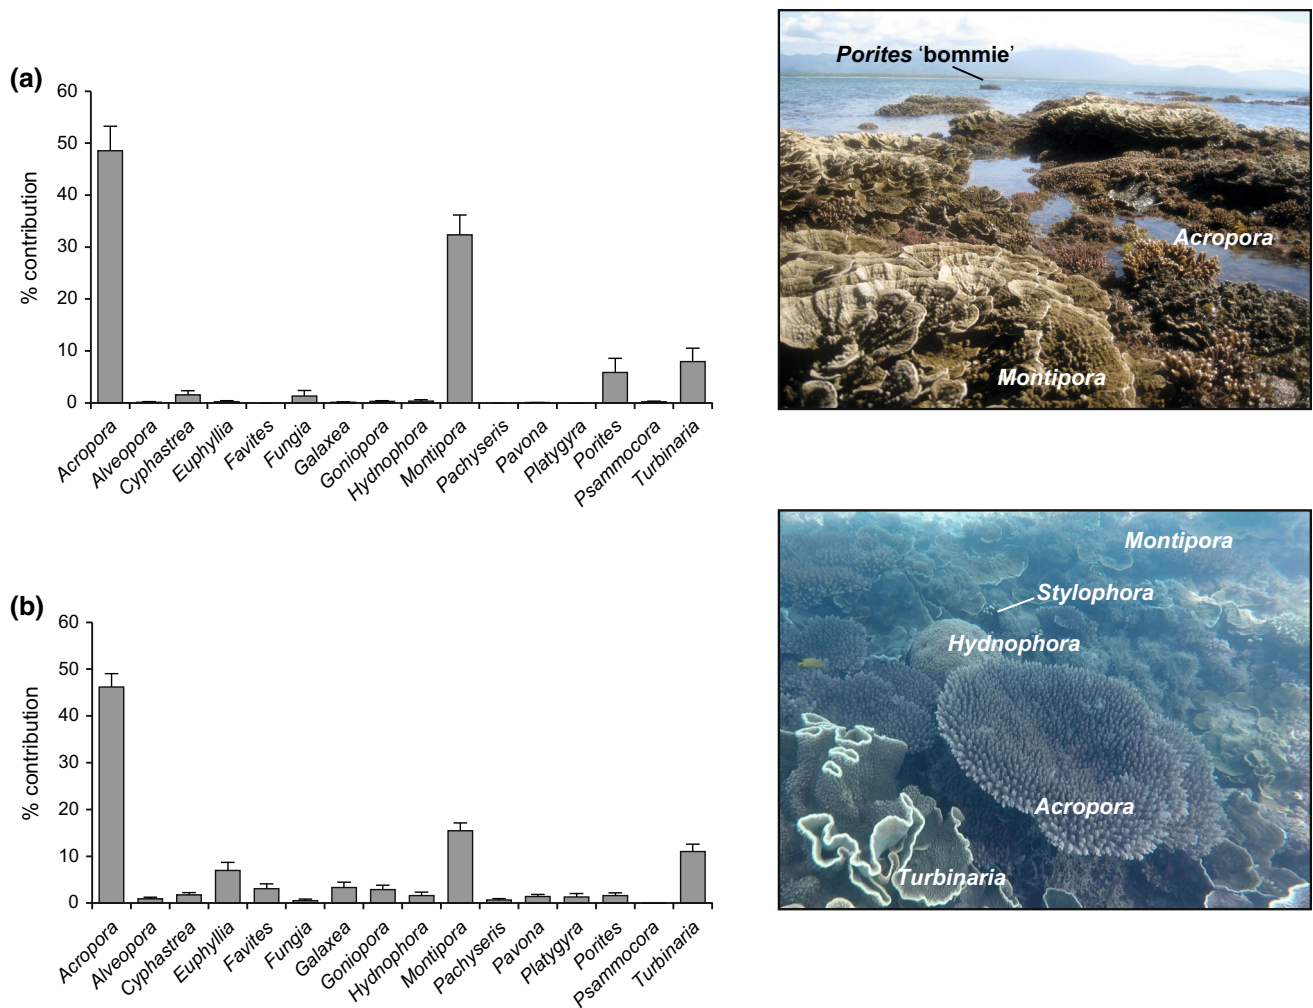 (a)
% contribution
60
50
40
30
20
10
0
Acropora
Alveopora
Cyphastrea
Euphyllia
Favites
Fungia
Galaxea
Goniopora
Hydnophora
Montipora
Pachyseris
Pavona
Platygyra
Porites
Psammocora
Turbinaria
Porites ‘bommie’
Acropora
Montipora
(b)
% contribution
60
50
40
30
20
10
0
Acropora
Alveopora
Cyphastrea
Euphyllia
Favites
Fungia
Galaxea
Goniopora
Hydnophora
Montipora
Pachyseris
Pavona
Platygyra
Porites
Psammocora
Turbinaria
Montipora
Stylophora
Hydnophora
Acropora
Turbinaria